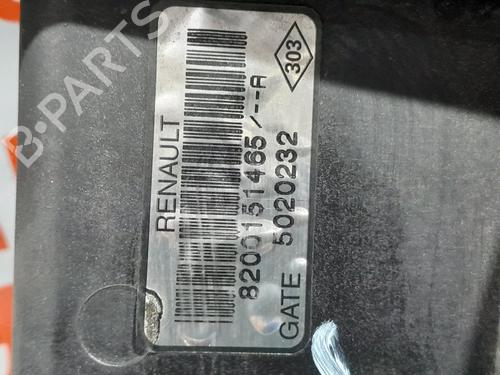 RENAULT
8200151465/--A
GATE 5020232
303
B-PARTS